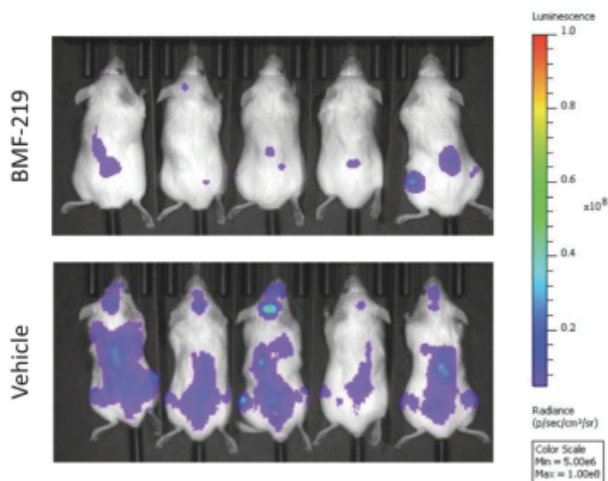 Luminescence
1.0
BMF-219
0.8
0.6
x10⁸
0.4
Vehicle
0.2
Radiance
(p/sec/cm²/sr)
Color Scale
Min = 5.00e6
Max = 1.00e8